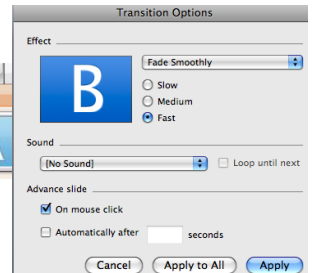 Transition Options
Effect
B
Fade Smoothly
Slow
Medium
Fast
Sound
[No Sound]
Loop until next
Advance slide
On mouse click
Automatically after seconds
Cancel Apply to All Apply